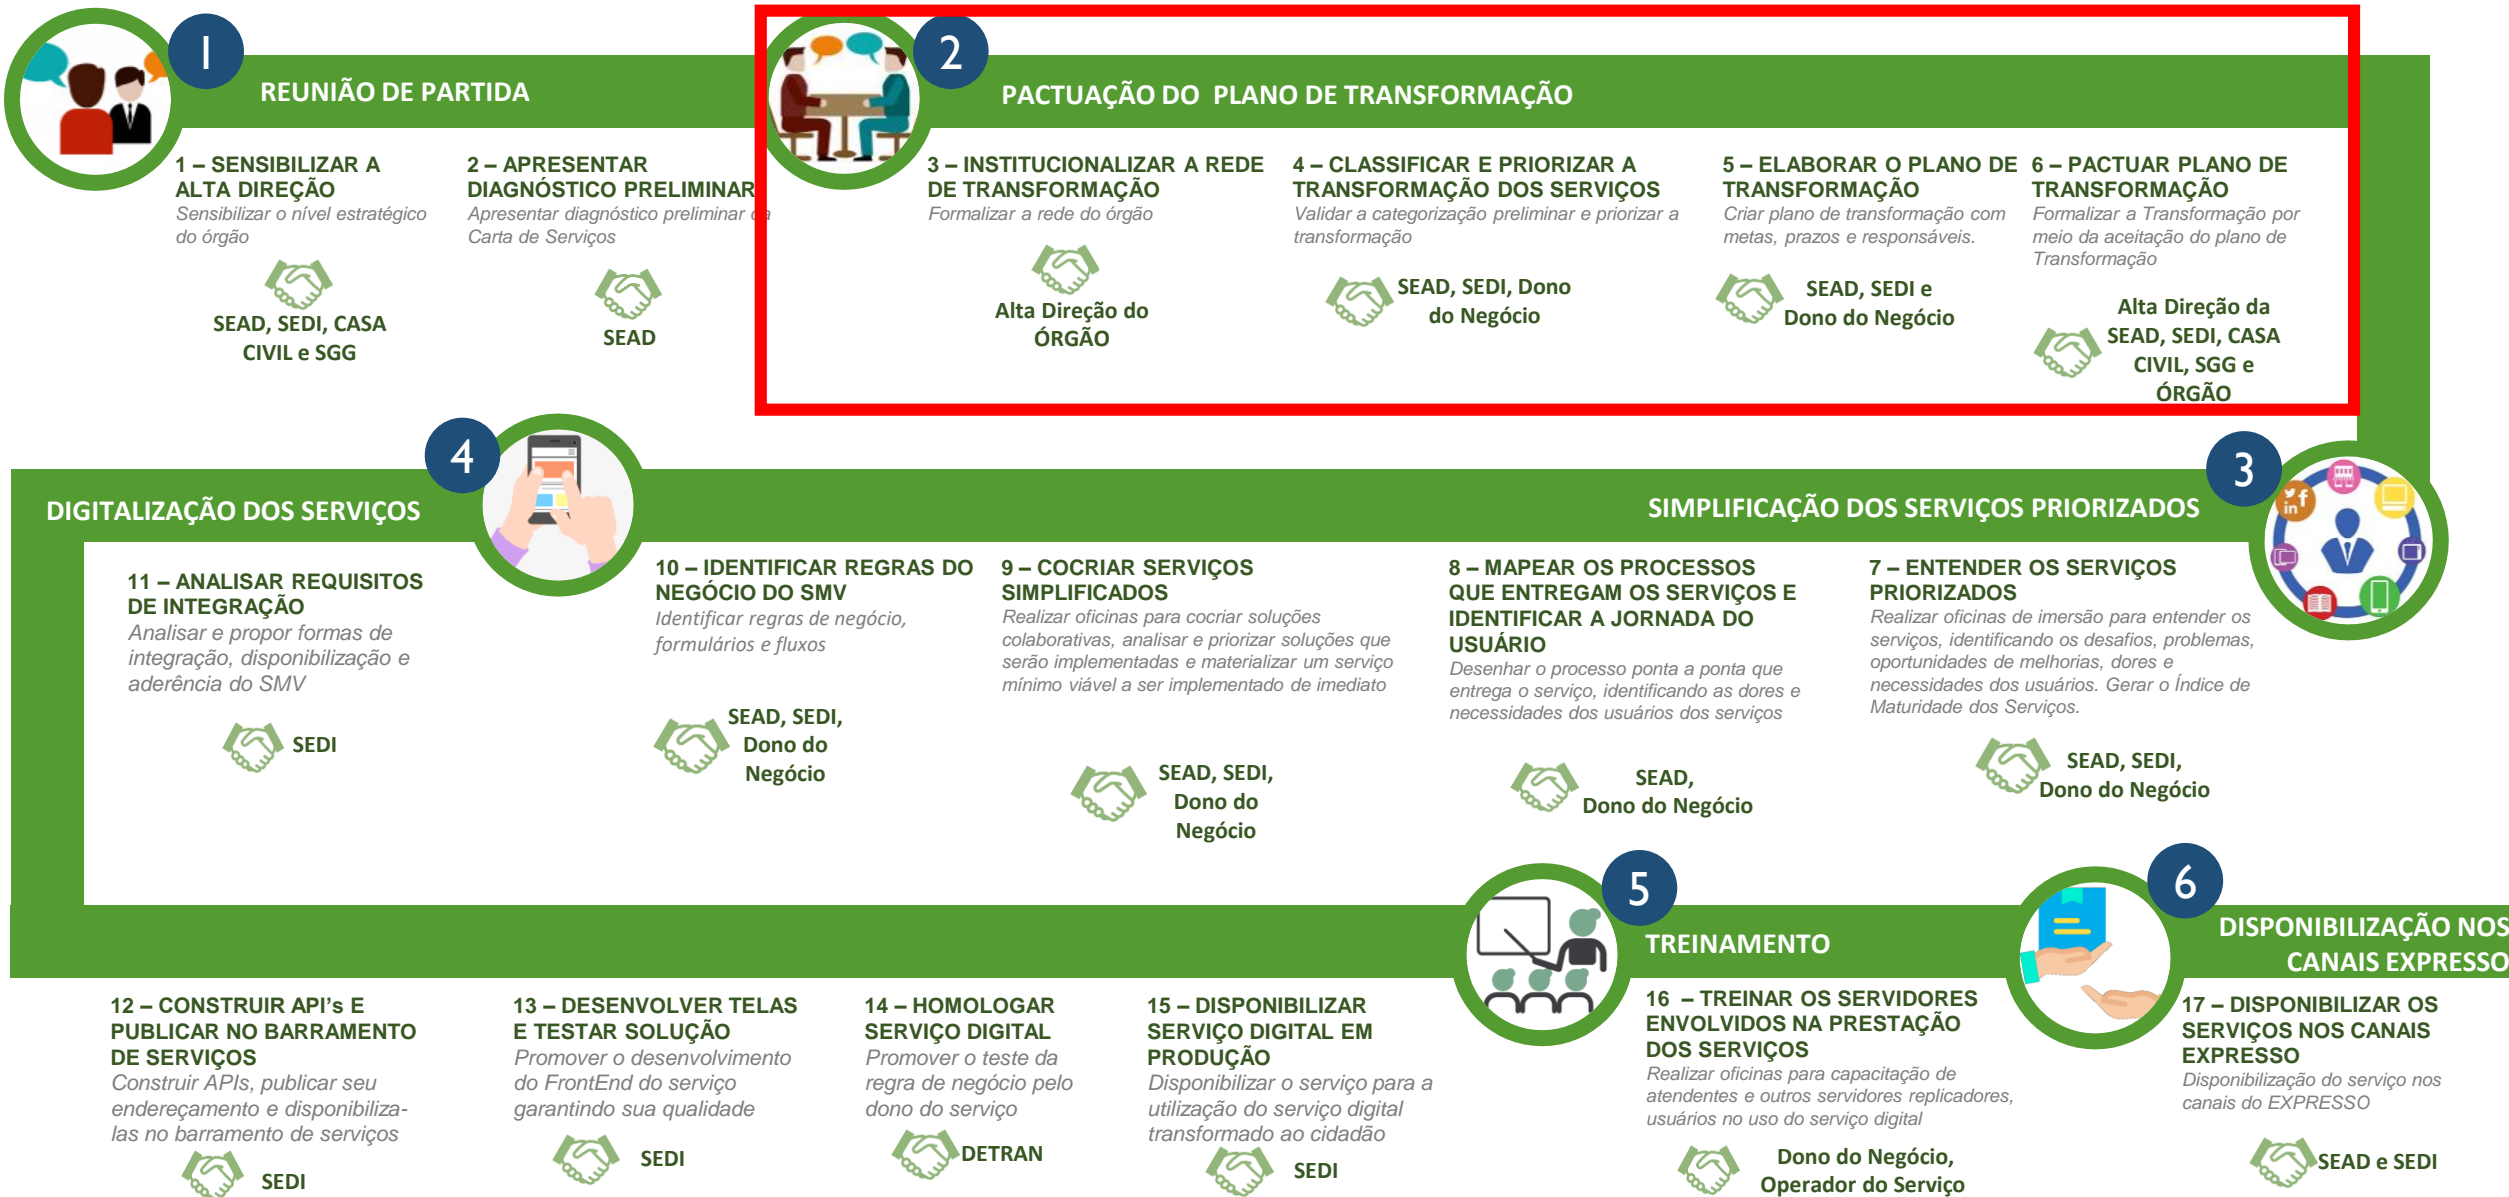 1
REUNIÃO DE PARTIDA
1 – SENSIBILIZAR A
ALTA DIREÇÃO
Sensibilizar o nível estratégico
do órgão
SEAD, SEDI, CASA
CIVIL e SGG
2 – APRESENTAR
DIAGNÓSTICO PRELIMINAR
Apresentar diagnóstico preliminar da
Carta de Serviços
SEAD
2
PACTUAÇÃO DO PLANO DE TRANSFORMAÇÃO
3 – INSTITUCIONALIZAR A REDE
DE TRANSFORMAÇÃO
Formalizar a rede do órgão
Alta Direção do
ÓRGÃO
4 – CLASSIFICAR E PRIORIZAR A
TRANSFORMAÇÃO DOS SERVIÇOS
Validar a categorização preliminar e priorizar a
transformação
SEAD, SEDI, Dono
do Negócio
5 – ELABORAR O PLANO DE
TRANSFORMAÇÃO
Criar plano de transformação com
metas, prazos e responsáveis.
SEAD, SEDI e
Dono do Negócio
6 – PACTUAR PLANO DE
TRANSFORMAÇÃO
Formalizar a Transformação por
meio da aceitação do plano de
Transformação
Alta Direção da
SEAD, SEDI, CASA
CIVIL, SGG e
ÓRGÃO
3
SIMPLIFICAÇÃO DOS SERVIÇOS PRIORIZADOS
7 – ENTENDER OS SERVIÇOS
PRIORIZADOS
Realizar oficinas de imersão para entender os
serviços, identificando os desafios, problemas,
oportunidades de melhorias, dores e
necessidades dos usuários. Gerar o Índice de
Maturidade dos Serviços.
SEAD, SEDI,
Dono do Negócio
8 – MAPEAR OS PROCESSOS
QUE ENTREGAM OS SERVIÇOS E
IDENTIFICAR A JORNADA DO
USUÁRIO
Desenhar o processo ponta a ponta que
entrega o serviço, identificando as dores e
necessidades dos usuários dos serviços
SEAD,
Dono do Negócio
9 – COCRIAR SERVIÇOS
SIMPLIFICADOS
Realizar oficinas para cocriar soluções
colaborativas, analisar e priorizar soluções que
serão implementadas e materializar um serviço
mínimo viável a ser implementado de imediato
SEAD, SEDI,
Dono do
Negócio
10 – IDENTIFICAR REGRAS DO
NEGÓCIO DO SMV
Identificar regras de negócio,
formulários e fluxos
SEAD, SEDI,
Dono do
Negócio
4
DIGITALIZAÇÃO DOS SERVIÇOS
11 – ANALISAR REQUISITOS
DE INTEGRAÇÃO
Analisar e propor formas de
integração, disponibilização e
aderência do SMV
SEDI
12 – CONSTRUIR API's E
PUBLICAR NO BARRAMENTO
DE SERVIÇOS
Construir APIs, publicar seu
endereçamento e disponibiliza-
las no barramento de serviços
SEDI
13 – DESENVOLVER TELAS
E TESTAR SOLUÇÃO
Promover o desenvolvimento
do FrontEnd do serviço
garantindo sua qualidade
SEDI
14 – HOMOLOGAR
SERVIÇO DIGITAL
Promover o teste da
regra de negócio pelo
dono do serviço
DETRAN
15 – DISPONIBILIZAR
SERVIÇO DIGITAL EM
PRODUÇÃO
Disponibilizar o serviço para a
utilização do serviço digital
transformado ao cidadão
SEDI
5
TREINAMENTO
16 – TREINAR OS SERVIDORES
ENVOLVIDOS NA PRESTAÇÃO
DOS SERVIÇOS
Realizar oficinas para capacitação de
atendentes e outros servidores replicadores,
usuários no uso do serviço digital
Dono do Negócio,
Operador do Serviço
6
DISPONIBILIZAÇÃO NOS
CANAIS EXPRESSO
17 – DISPONIBILIZAR OS
SERVIÇOS NOS CANAIS
EXPRESSO
Disponibilização do serviço nos
canais do EXPRESSO
SEAD e SEDI